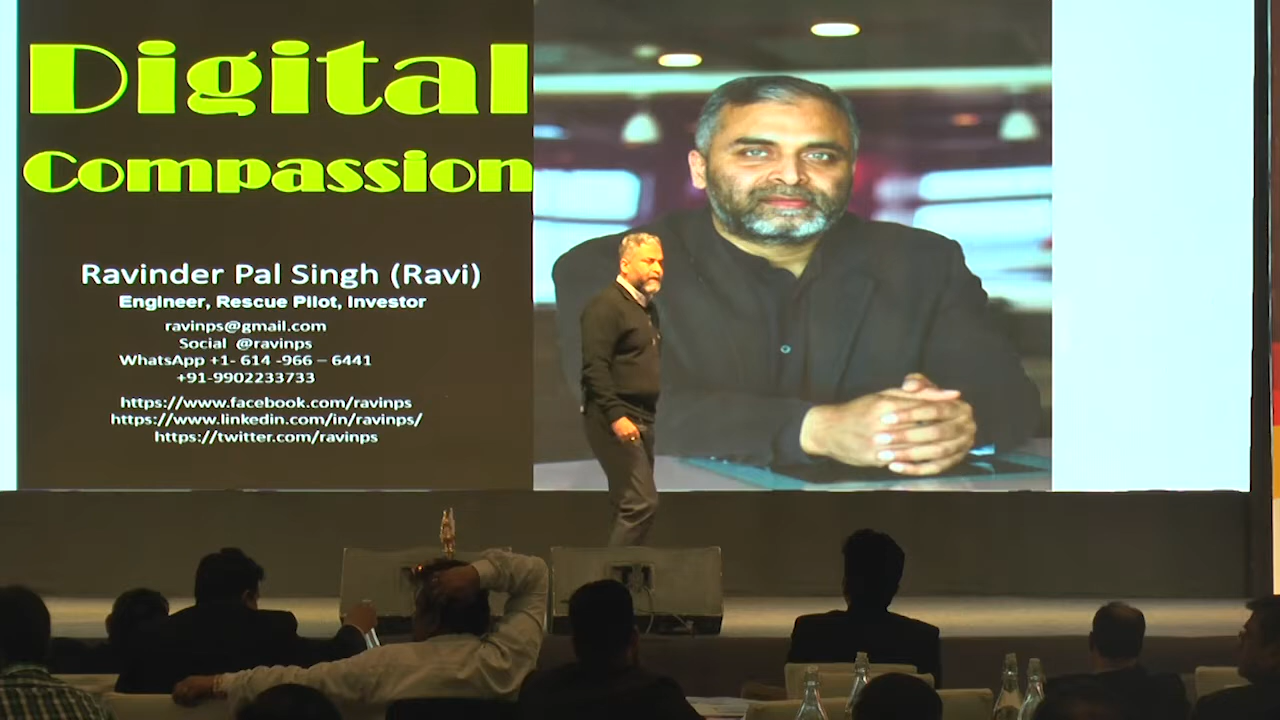 Digital
Compassion
Ravinder Pal Singh (Ravi)
Engineer, Rescue Pilot, Investor
ravinps@gmail.com
Social @ravinps
WhatsApp +1- 614 -966 – 6441
+91-9902233733
https://www.facebook.com/ravinps
https://www.linkedin.com/in/ravinps/
https://twitter.com/ravinps